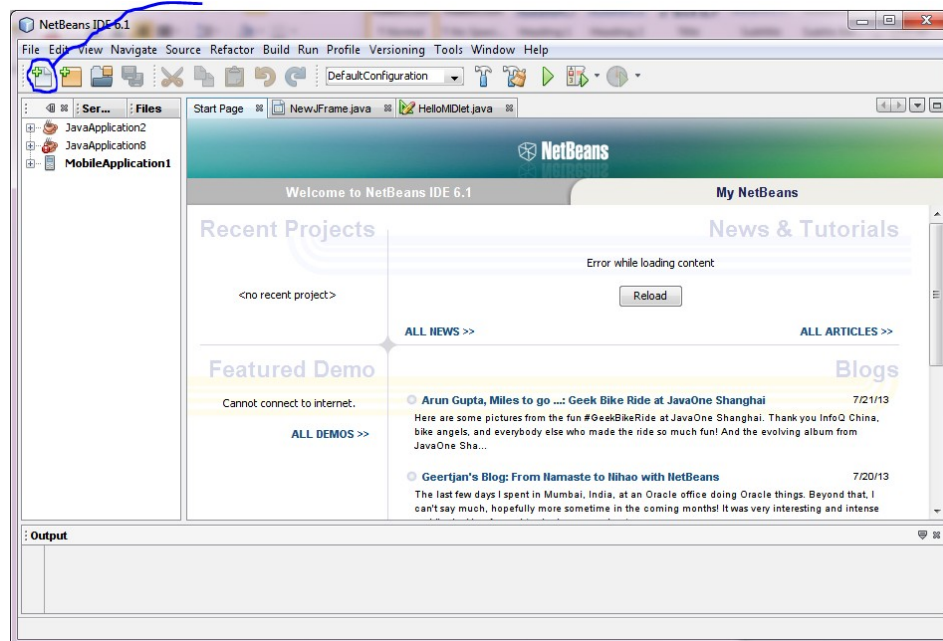 NetBeans IDE 6.1
File Edit View Navigate Source Refactor Build Run Profile Versioning Tools Window Help
DefaultConfiguration
Ser... Files
Start Page NewJFrame.java HelloMIDlet.java
JavaApplication2
JavaApplication8
MobileApplication1
NetBeans
Welcome to NetBeans IDE 6.1
My NetBeans
Recent Projects
<no recent project>
News & Tutorials
Error while loading content
Reload
ALL NEWS >>
ALL ARTICLES >>
Featured Demo
Cannot connect to internet.
ALL DEMOS >>
Blogs
Arun Gupta, Miles to go ...: Geek Bike Ride at JavaOne Shanghai 7/21/13
Here are some pictures from the fun #GeekBikeRide at JavaOne Shanghai. Thank you InfoQ China,
bike angels, and everybody else who made the ride so much fun! And the evolving album from
JavaOne Sha...
Geertjan's Blog: From Namaste to Nihao with NetBeans 7/20/13
The last few days I spent in Mumbai, India, at an Oracle office doing Oracle things. Beyond that, I
can't say much, hopefully more sometime in the coming months! It was very interesting and intense
Output